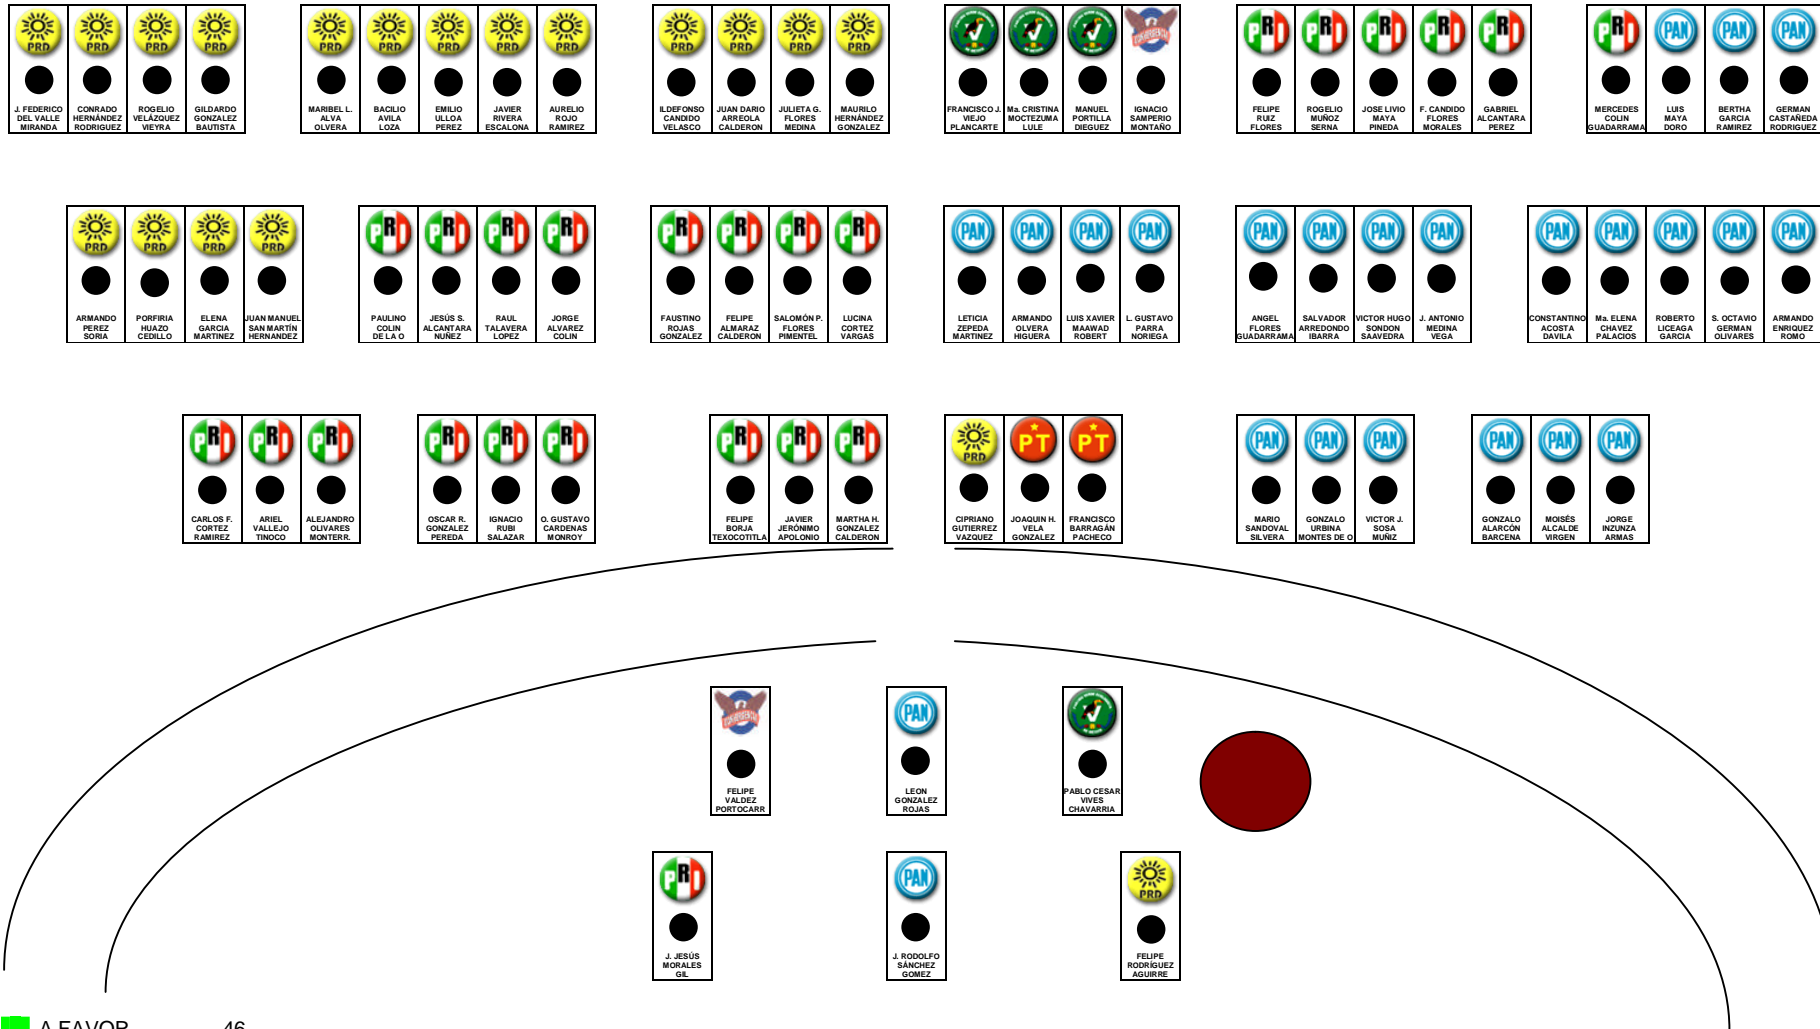 PRD PRD PRD PRD PRD PRD PRD PRD PRD PRD PRD PRD PRD PRI PRI PRI PRI PRI PRI PAN PAN PAN
J. FEDERICO DEL VALLE MIRANDA
CONRADO HERNÁNDEZ RODRIGUEZ
ROGELIO VELÁZQUEZ VIEYRA
GILDARDO GONZALEZ BAUTISTA
MARIBEL L. ALVA OLVERA
BACILIO AVILA LOZA
EMILIO ULLOA PEREZ
JAVIER RIVERA ESCALONA
AURELIO ROJO RAMIREZ
ILDEFONSO CANDIDO VELASCO
JUAN DARIO ARREOLA CALDERON
JULIETA G. FLORES MEDINA
MAURILO HERNÁNDEZ GONZALEZ
FRANCISCO J. VIEJO PLANCARTE
Ma. CRISTINA MOCTEZUMA LULE
MANUEL PORTILLA DIEGUEZ
IGNACIO SAMPERIO MONTAÑO
FELIPE RUIZ FLORES
ROGELIO MUÑOZ SERNA
JOSE LIVIO MAYA PINEDA
F. CANDIDO FLORES MORALES
GABRIEL ALCANTARA PEREZ
MERCEDES COLIN GUADARRAMA
LUIS MAYA DORO
BERTHA GARCIA RAMIREZ
GERMAN CASTAÑEDA RODRIGUEZ
PRD PRD PRD PRD PRI PRI PRI PRI PRI PRI PRI PRI PAN PAN PAN PAN PAN PAN PAN PAN PAN PAN PAN PAN PAN
ARMANDO PEREZ SORIA
PORFIRIA HUAZO CEDILLO
ELENA GARCIA MARTINEZ
JUAN MANUEL SAN MARTÍN HERNANDEZ
PAULINO COLIN DE LA O
JESÚS S. ALCANTARA NUÑEZ
RAUL TALAVERA LOPEZ
JORGE ALVAREZ COLIN
FAUSTINO ROJAS GONZALEZ
FELIPE ALMARAZ CALDERON
SALOMÓN P. FLORES PIMENTEL
LUCINA CORTEZ VARGAS
LETICIA ZEPEDA MARTINEZ
ARMANDO OLVERA HIGUERA
LUIS XAVIER MAAWAD ROBERT
L. GUSTAVO PARRA NORIEGA
ANGEL FLORES GUADARRAMA
SALVADOR ARREDONDO IBARRA
VICTOR HUGO SONDON SAAVEDRA
J. ANTONIO MEDINA VEGA
CONSTANTINO ACOSTA DAVILA
Ma. ELENA CHAVEZ PALACIOS
ROBERTO LICEAGA GARCIA
S. OCTAVIO GERMAN OLIVARES
ARMANDO ENRIQUEZ ROMO
PRI PRI PRI PRI PRI PRI PRI PRI PRI PRD PT PT PAN PAN PAN PAN PAN PAN
CARLOS F. CORTEZ RAMIREZ
ARIEL VALLEJO TINOCO
ALEJANDRO OLIVARES MONTERR.
OSCAR R. GONZALEZ PEREDA
IGNACIO RUBI SALAZAR
O. GUSTAVO CARDENAS MONROY
FELIPE BORJA TEXOCOTITLA
JAVIER JERÓNIMO APOLONIO
MARTHA H. GONZALEZ CALDERON
CIPRIANO GUTIERREZ VAZQUEZ
JOAQUIN H. VELA GONZALEZ
FRANCISCO BARRAGÁN PACHECO
MARIO SANDOVAL SILVERA
GONZALO URBINA MONTES DE O
VICTOR J. SOSA MUÑIZ
GONZALO ALARCÓN BARCENA
MOISÉS ALCALDE VIRGEN
JORGE INZUNZA ARMAS
PAN
FELIPE VALDEZ PORTOCARR
LEON GONZALEZ ROJAS
PABLO CESAR VIVES CHAVARRIA
PRI PAN PRD
J. JESÚS MORALES GIL
J. RODOLFO SÁNCHEZ GOMEZ
FELIPE RODRÍGUEZ AGUIRRE
A FAVOR 46